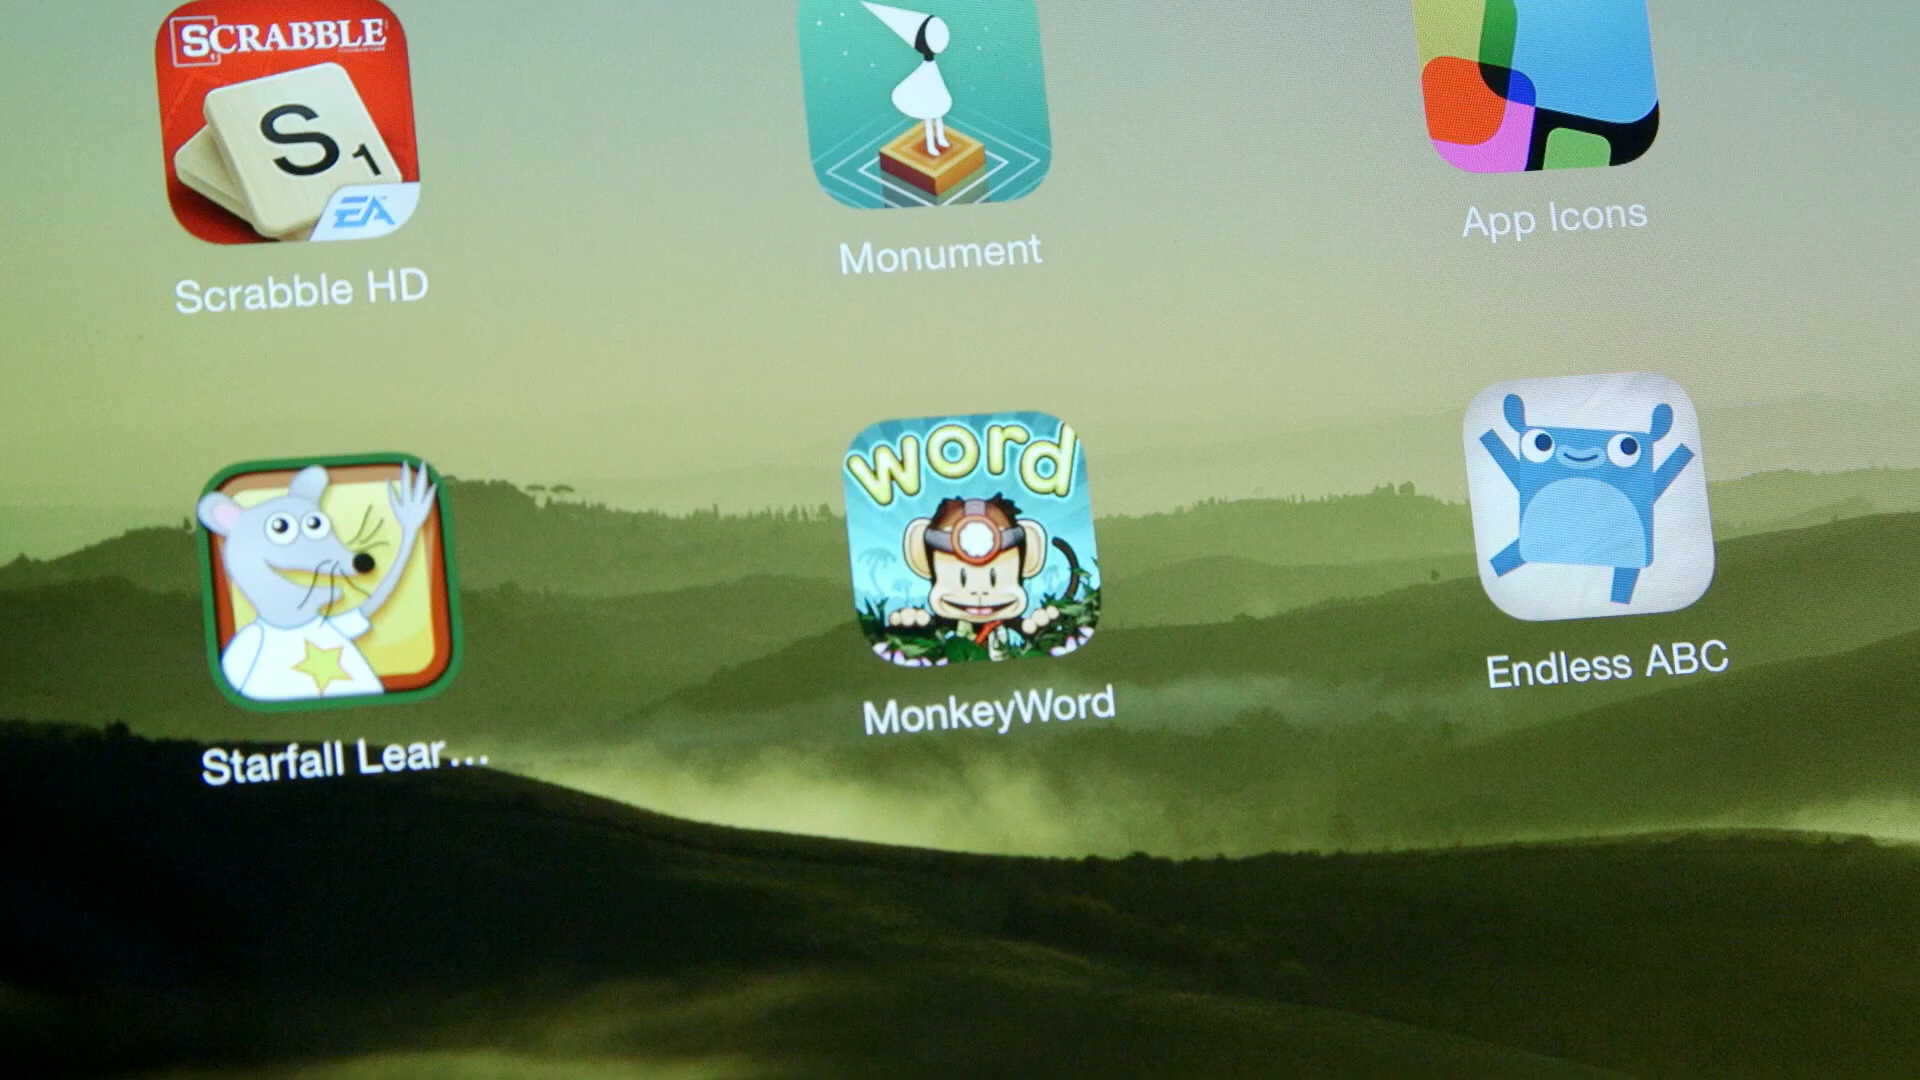 SCRABBLE
S1
EA
Scrabble HD
Monument
App Icons
word
Starfall Lear...
MonkeyWord
Endless ABC